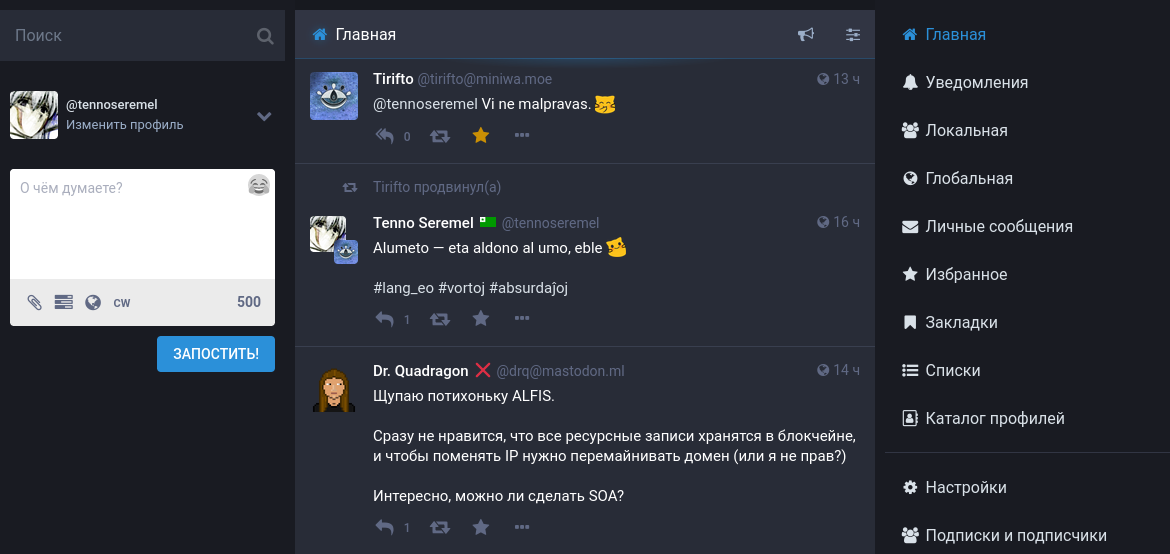 Поиск
@tennoseremel
Изменить профиль
О чём думаете?
cw
500
ЗАПОСТИТЬ!
Главная
Tirifto @tirifto@miniwa.moe
13 ч
@tennoseremel Vi ne malpravas.
0
Tirifto продвинул(а)
Tenno Seremel @tennoseremel
16 ч
Alumeto — eta aldono al umo, eble
#lang_eo #vortoj #absurdaĵoj
1
Dr. Quadragon @drq@mastodon.ml
14 ч
Щупаю потихоньку ALFIS.
Сразу не нравится, что все ресурсные записи хранятся в блокчейне,
и чтобы поменять IP нужно перемайнивать домен (или я не прав?)
Интересно, можно ли сделать SOA?
1
Главная
Уведомления
Локальная
Глобальная
Личные сообщения
Избранное
Закладки
Списки
Каталог профилей
Настройки
Подписки и подписчики